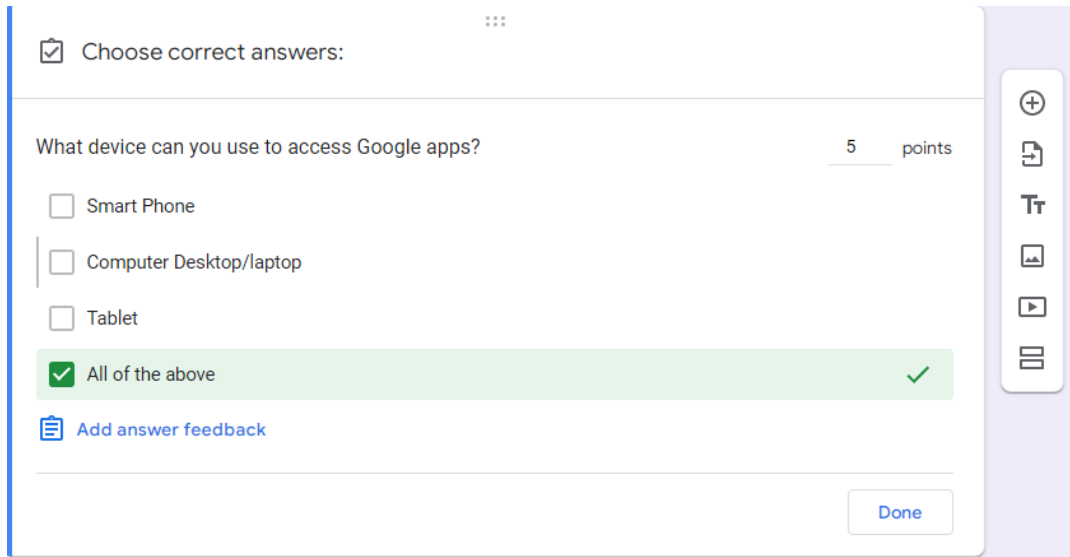 Choose correct answers:
What device can you use to access Google apps?
5 points
Smart Phone
Computer Desktop/laptop
Tablet
All of the above
Add answer feedback
Done
Tт